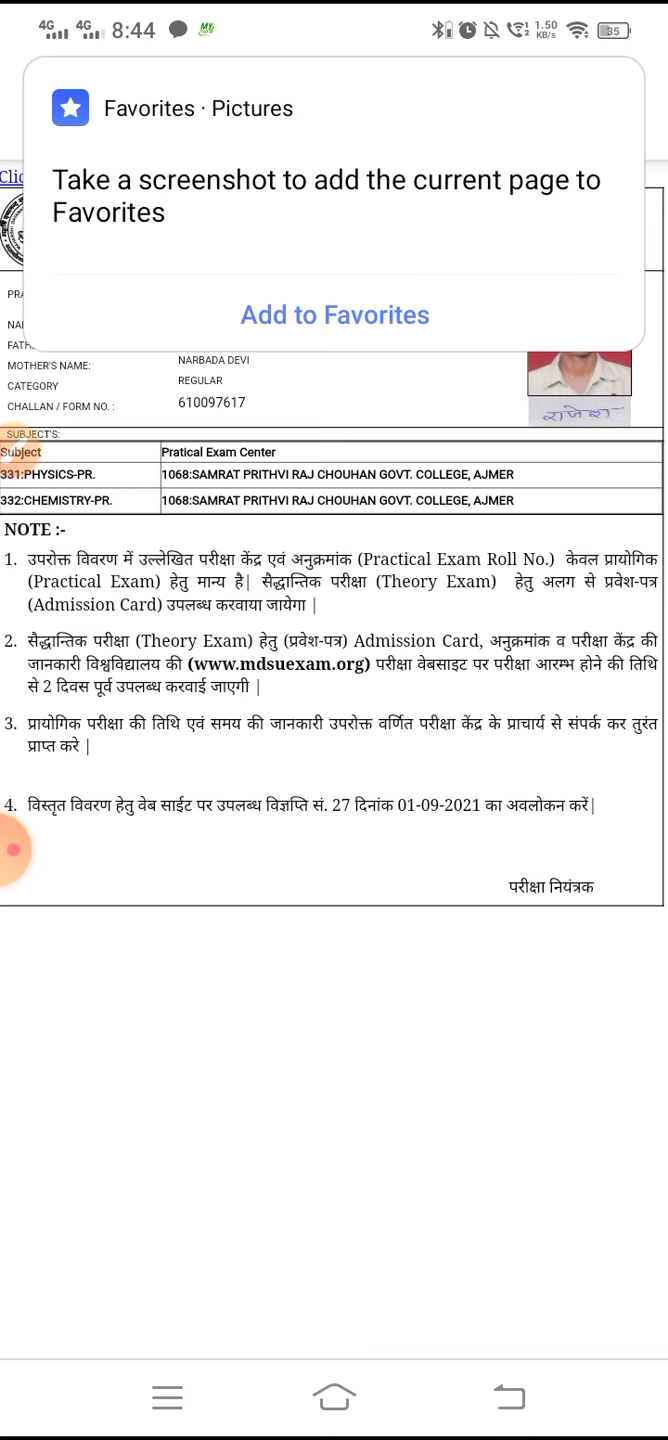 4G 4G 8:44 MY 1.50 KB/s 35
Favorites · Pictures
Take a screenshot to add the current page to
Favorites
Add to Favorites
MOTHER'S NAME: NARBADA DEVI
CATEGORY REGULAR
CHALLAN / FORM NO. : 610097617
राजेश
SUBJECT'S:
Subject Pratical Exam Center
331:PHYSICS-PR. 1068:SAMRAT PRITHVI RAJ CHOUHAN GOVT. COLLEGE, AJMER
332:CHEMISTRY-PR. 1068:SAMRAT PRITHVI RAJ CHOUHAN GOVT. COLLEGE, AJMER
NOTE :-
1. उपरोक्त विवरण में उल्लेखित परीक्षा केंद्र एवं अनुक्रमांक (Practical Exam Roll No.) केवल प्रायोगिक
(Practical Exam) हेतु मान्य है| सैद्धान्तिक परीक्षा (Theory Exam) हेतु अलग से प्रवेश-पत्र
(Admission Card) उपलब्ध करवाया जायेगा |
2. सैद्धान्तिक परीक्षा (Theory Exam) हेतु (प्रवेश-पत्र) Admission Card, अनुक्रमांक व परीक्षा केंद्र की
जानकारी विश्वविद्यालय की (www.mdsuexam.org) परीक्षा वेबसाइट पर परीक्षा आरम्भ होने की तिथि
से 2 दिवस पूर्व उपलब्ध करवाई जाएगी |
3. प्रायोगिक परीक्षा की तिथि एवं समय की जानकारी उपरोक्त वर्णित परीक्षा केंद्र के प्राचार्य से संपर्क कर तुरंत
प्राप्त करे |
4. विस्तृत विवरण हेतु वेब साईट पर उपलब्ध विज्ञप्ति सं. 27 दिनांक 01-09-2021 का अवलोकन करें|
परीक्षा नियंत्रक